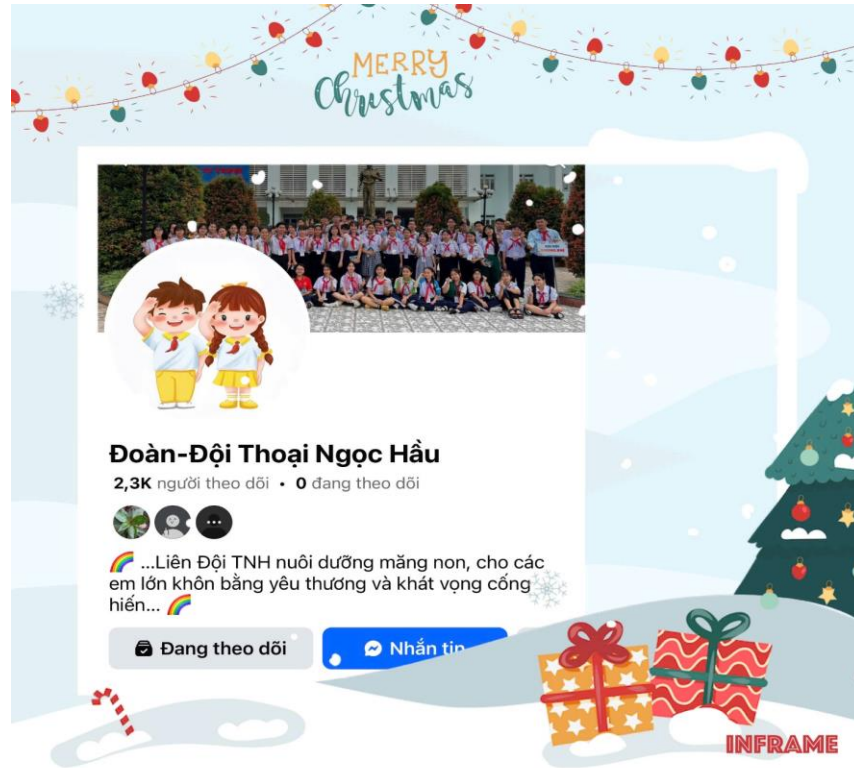 MERRY
Christmas
Đoàn-Đội Thoại Ngọc Hầu
2,3K người theo dõi • 0 đang theo dõi
🌈 ...Liên Đội TNH nuôi dưỡng măng non, cho các
em lớn khôn bằng yêu thương và khát vọng cống
hiến... 🌈
Đang theo dõi
Nhắn tin
INFRAME